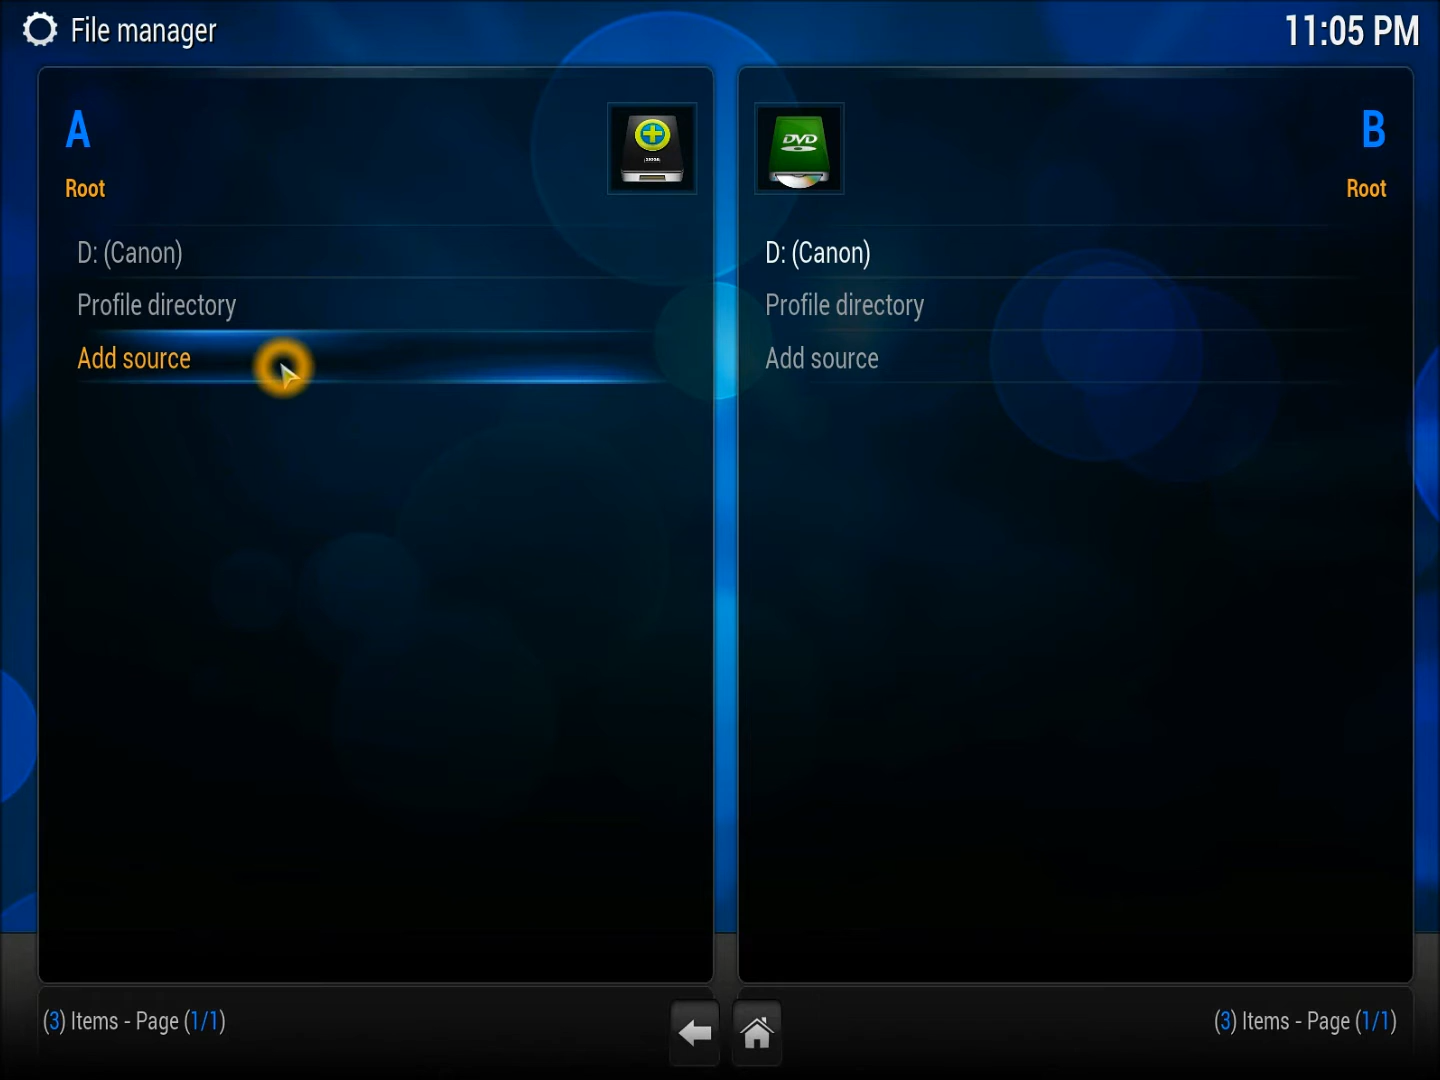 File manager
11:05 PM
A
Root
D: (Canon)
Profile directory
Add source
DVD
B
Root
D: (Canon)
Profile directory
Add source
(3) Items - Page (1/1)
(3) Items - Page (1/1)